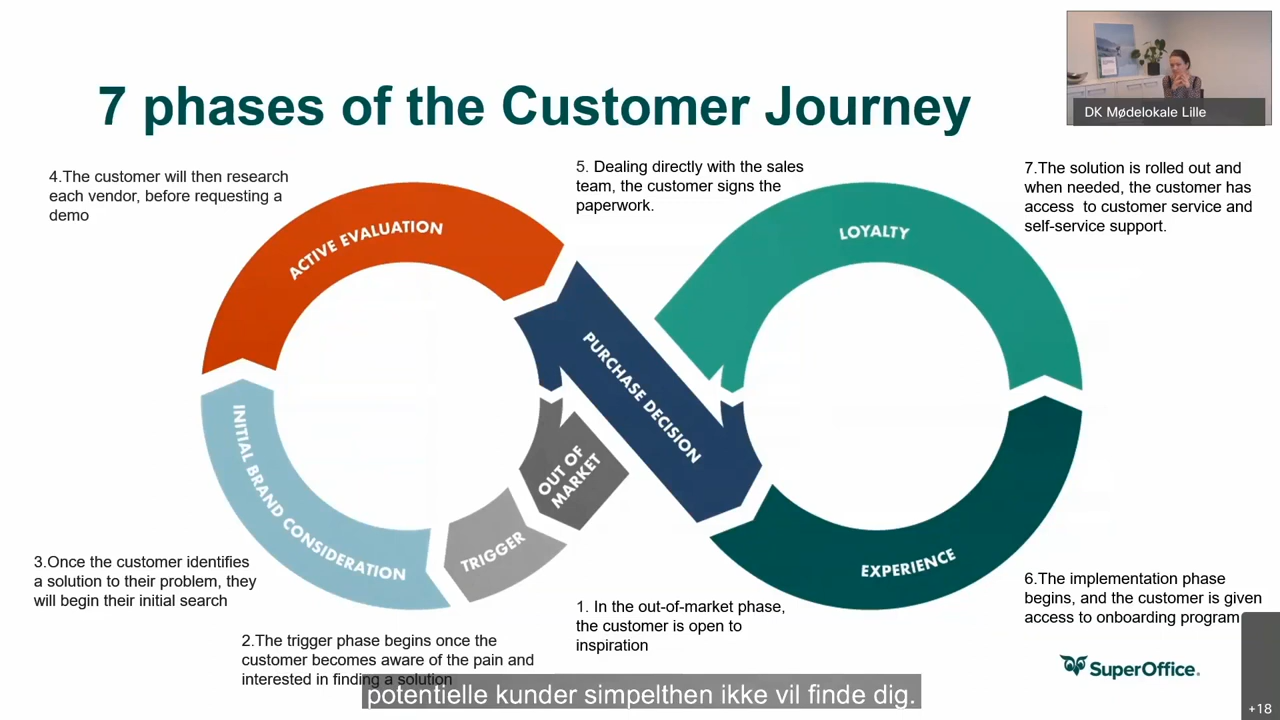 7 phases of the Customer Journey
DK Mødelokale Lille
4.The customer will then research
each vendor, before requesting a
demo
5. Dealing directly with the sales
team, the customer signs the
paperwork.
7.The solution is rolled out and
when needed, the customer has
access  to customer service and
self-service support.
ACTIVE EVALUATION
LOYALTY
PURCHASE DECISION
INITIAL BRAND CONSIDERATION
OUT OF
MARKET
TRIGGER
EXPERIENCE
3.Once the customer identifies
a solution to their problem, they
will begin their initial search
2.The trigger phase begins once the
customer becomes aware of the pain and
interested in finding a solution
1. In the out-of-market phase,
the customer is open to
inspiration
6.The implementation phase
begins, and the customer is given
access to onboarding program
SuperOffice.
potentielle kunder simpelthen ikke vil finde dig.
+18